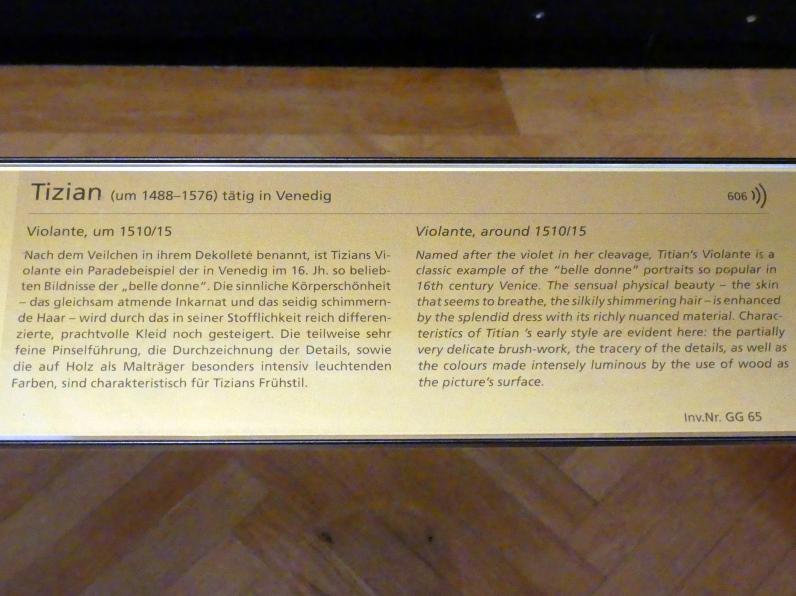 Tizian (um 1488–1576) tätig in Venedig
606
Violante, um 1510/15
Nach dem Veilchen in ihrem Dekolleté benannt, ist Tizians Vi-
olante ein Paradebeispiel der in Venedig im 16. Jh. so belieb-
ten Bildnisse der „belle donne“. Die sinnliche Körperschönheit
– das gleichsam atmende Inkarnat und das seidig schimmern-
de Haar – wird durch das in seiner Stofflichkeit reich differen-
zierte, prachtvolle Kleid noch gesteigert. Die teilweise sehr
feine Pinselführung, die Durchzeichnung der Details, sowie
die auf Holz als Malträger besonders intensiv leuchtenden
Farben, sind charakteristisch für Tizians Frühstil.
Violante, around 1510/15
Named after the violet in her cleavage, Titian's Violante is a
classic example of the “belle donne” portraits so popular in
16th century Venice. The sensual physical beauty – the skin
that seems to breathe, the silkily shimmering hair – is enhanced
by the splendid dress with its richly nuanced material. Charac-
teristics of Titian 's early style are evident here: the partially
very delicate brush-work, the tracery of the details, as well as
the colours made intensely luminous by the use of wood as
the picture's surface.
Inv.Nr. GG 65